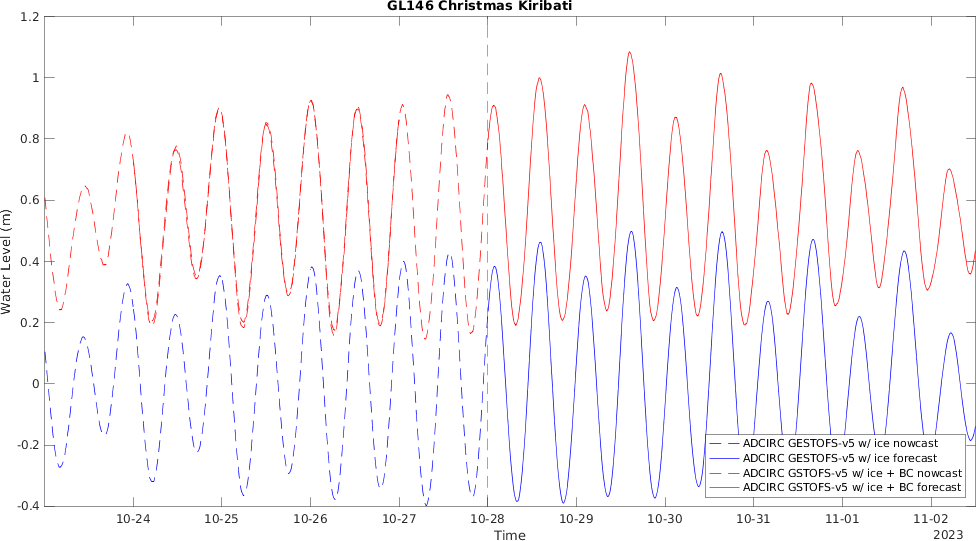 GL146 Christmas Kiribati
1.2
1
0.8
0.6
0.4
0.2
0
-0.2
-0.4
Water Level (m)
ADCIRC GESTOFS-v5 w/ ice nowcast
ADCIRC GESTOFS-v5 w/ ice forecast
ADCIRC GSTOFS-v5 w/ ice + BC nowcast
ADCIRC GSTOFS-v5 w/ ice + BC forecast
10-24 10-25 10-26 10-27 10-28 10-29 10-30 10-31 11-01 11-02
Time
2023